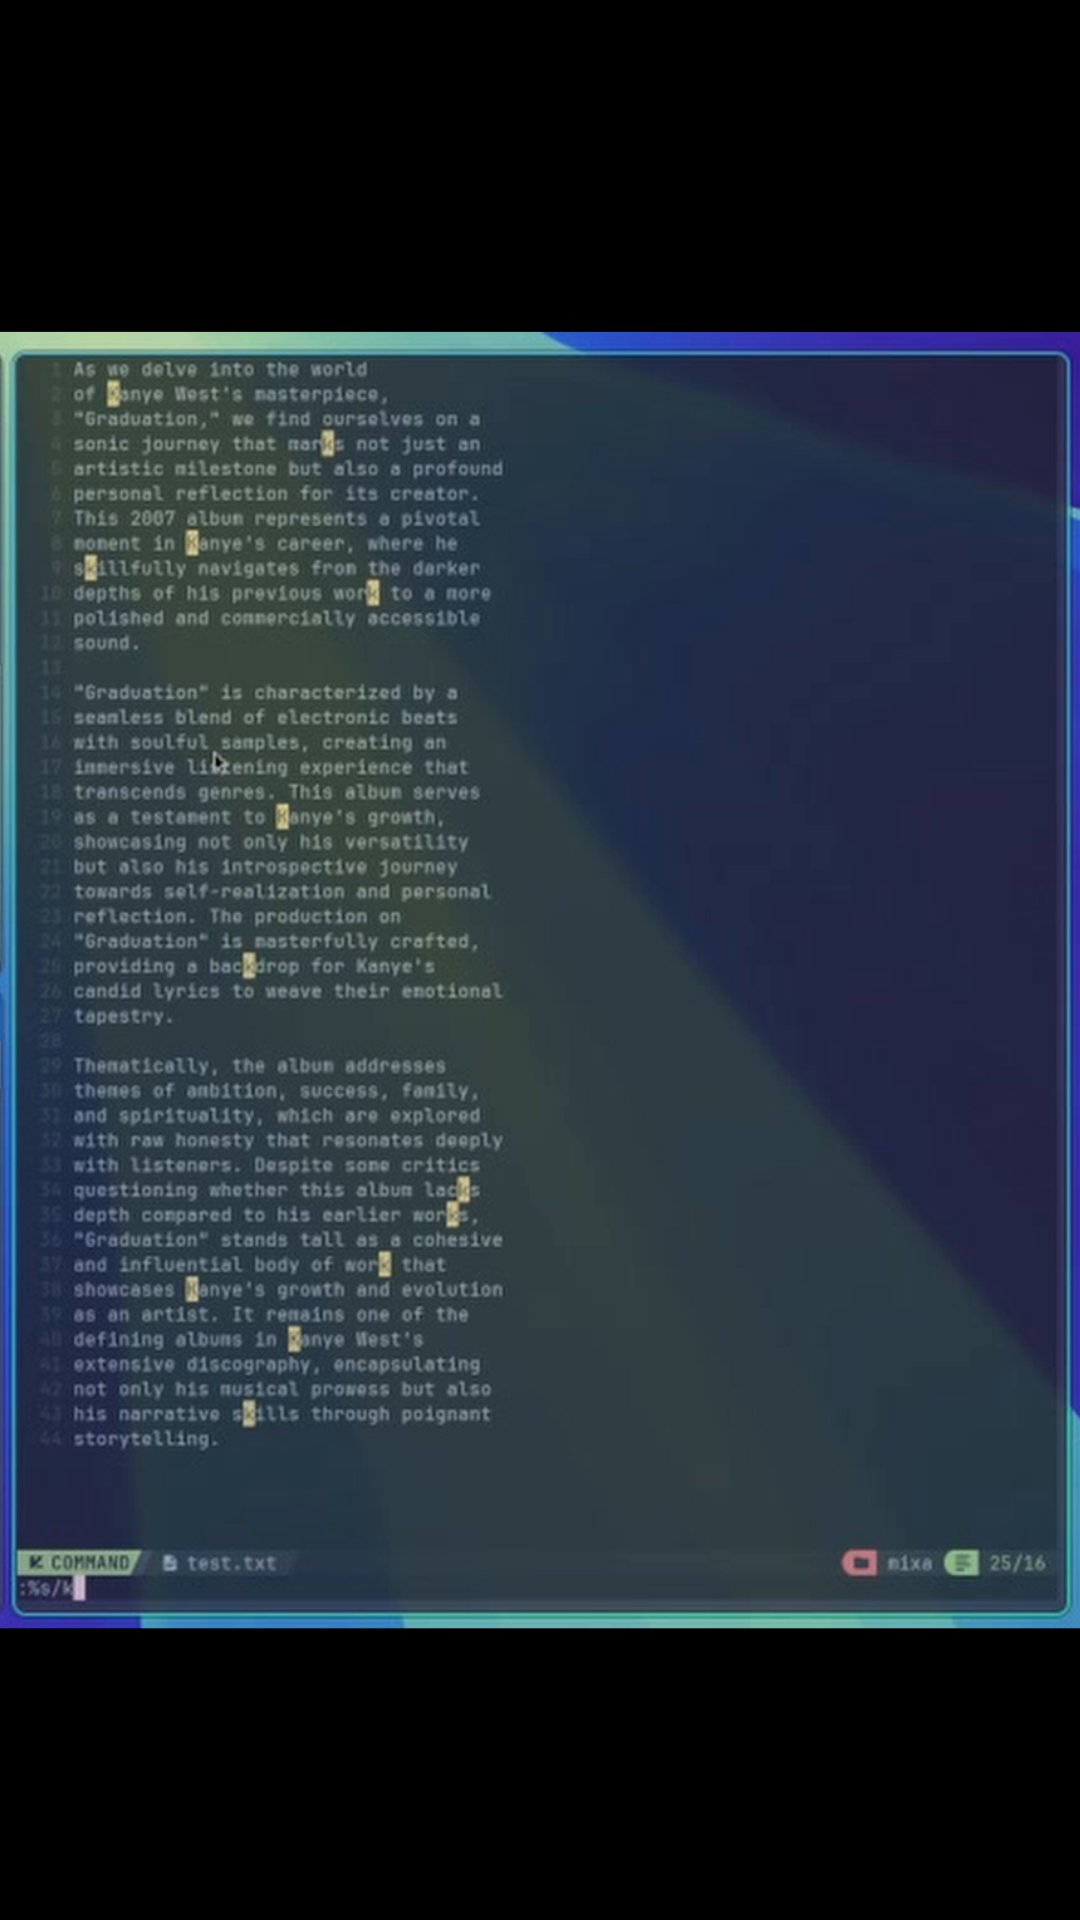 1 As we delve into the world
2 of Kanye West's masterpiece,
3 "Graduation," we find ourselves on a
4 sonic journey that marks not just an
5 artistic milestone but also a profound
6 personal reflection for its creator.
7 This 2007 album represents a pivotal
8 moment in Kanye's career, where he
9 skillfully navigates from the darker
10 depths of his previous work to a more
11 polished and commercially accessible
12 sound.
13
14 "Graduation" is characterized by a
15 seamless blend of electronic beats
16 with soulful samples, creating an
17 immersive listening experience that
18 transcends genres. This album serves
19 as a testament to Kanye's growth,
20 showcasing not only his versatility
21 but also his introspective journey
22 towards self-realization and personal
23 reflection. The production on
24 "Graduation" is masterfully crafted,
25 providing a backdrop for Kanye's
26 candid lyrics to weave their emotional
27 tapestry.
28
29 Thematically, the album addresses
30 themes of ambition, success, family,
31 and spirituality, which are explored
32 with raw honesty that resonates deeply
33 with listeners. Despite some critics
34 questioning whether this album lacks
35 depth compared to his earlier works,
36 "Graduation" stands tall as a cohesive
37 and influential body of work that
38 showcases Kanye's growth and evolution
39 as an artist. It remains one of the
40 defining albums in Kanye West's
41 extensive discography, encapsulating
42 not only his musical prowess but also
43 his narrative skills through poignant
44 storytelling.
COMMAND test.txt mixa 25/16
:%s/k